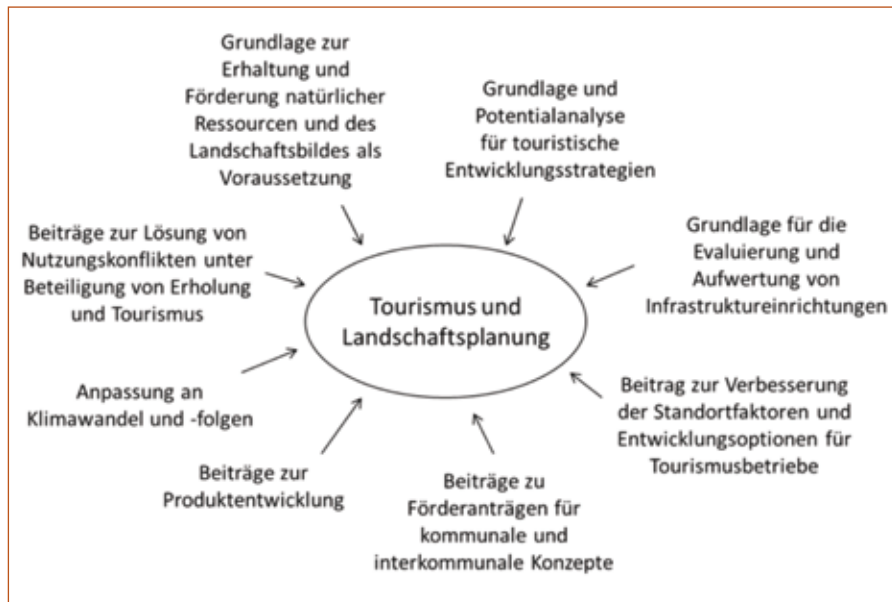 Grundlage zur
Erhaltung und
Förderung natürlicher
Ressourcen und des
Landschaftsbildes als
Voraussetzung
Grundlage und
Potentialanalyse
für touristische
Entwicklungsstrategien
Beiträge zur Lösung von
Nutzungskonflikten unter
Beteiligung von Erholung
und Tourismus
Grundlage für die
Evaluierung und
Aufwertung von
Infrastruktureinrichtungen
Tourismus und
Landschaftsplanung
Anpassung an
Klimawandel und -folgen
Beitrag zur Verbesserung
der Standortfaktoren und
Entwicklungsoptionen für
Tourismusbetriebe
Beiträge zur
Produktentwicklung
Beiträge zu
Förderanträgen für
kommunale und
interkommunale Konzepte